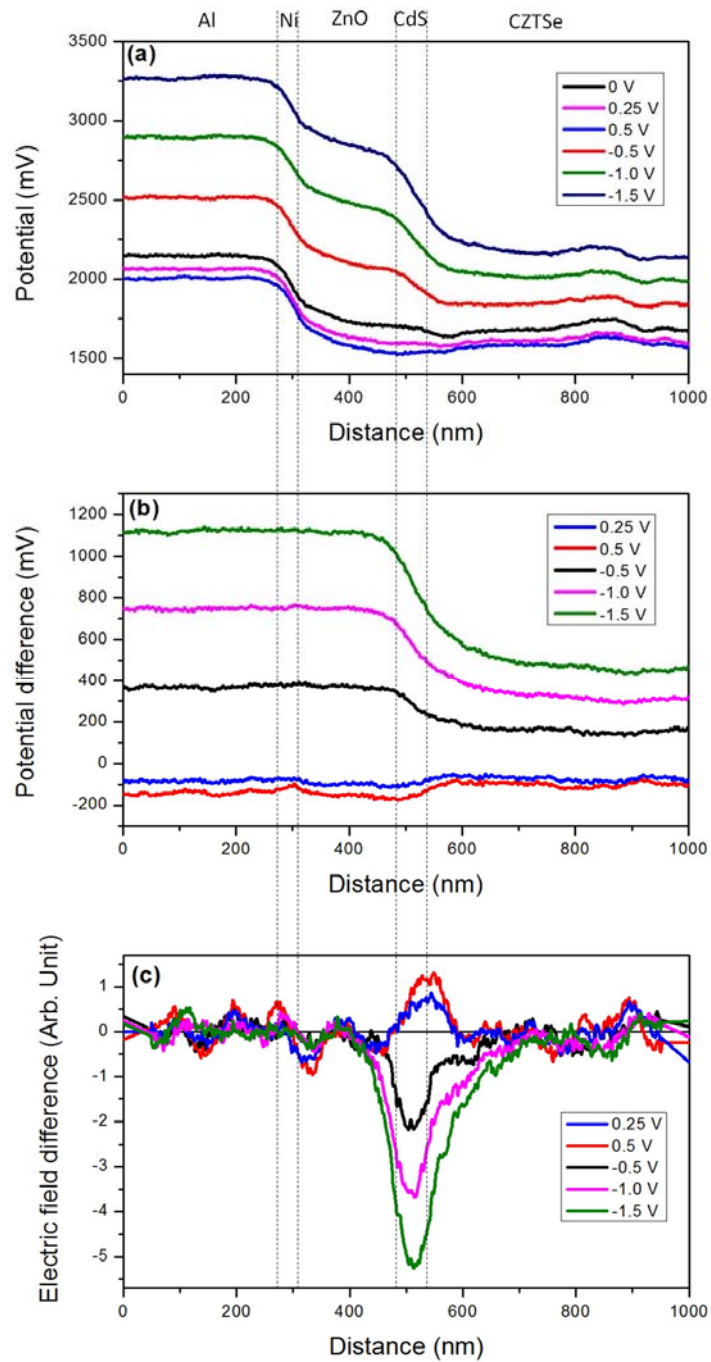 Al Ni ZnO CdS CZTSe
(a)
Potential (mV)
3500
3000
2500
2000
1500
0 V
0.25 V
0.5 V
-0.5 V
-1.0 V
-1.5 V
0 200 400 600 800 1000
Distance (nm)
(b)
Potential difference (mV)
1200
1000
800
600
400
200
0
-200
0.25 V
0.5 V
-0.5 V
-1.0 V
-1.5 V
0 200 400 600 800 1000
Distance (nm)
(c)
Electric field difference (Arb. Unit)
1
0
-1
-2
-3
-4
-5
0.25 V
0.5 V
-0.5 V
-1.0 V
-1.5 V
0 200 400 600 800 1000
Distance (nm)